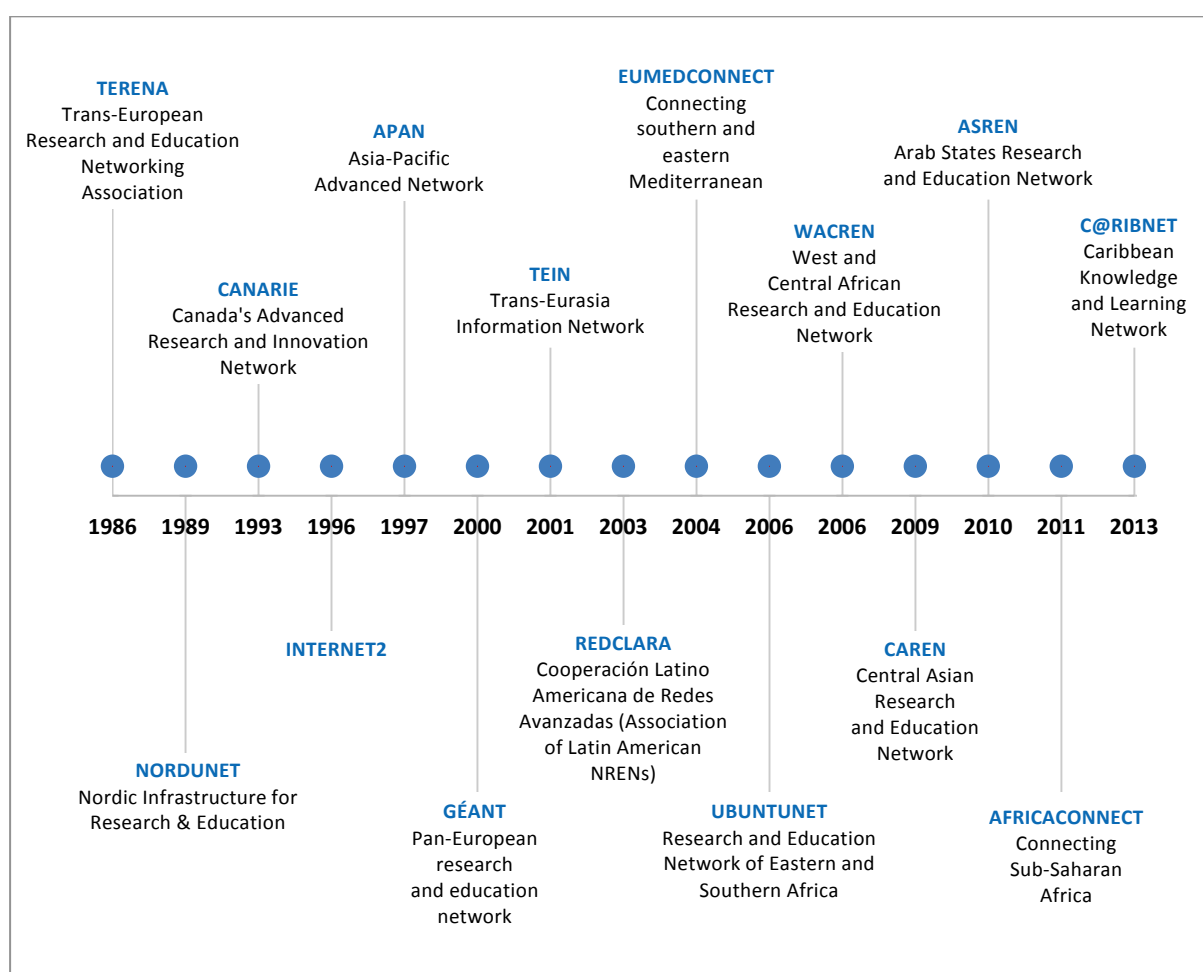 TERENA
Trans-European
Research and Education
Networking
Association
CANARIE
Canada's Advanced
Research and Innovation
Network
APAN
Asia-Pacific
Advanced Network
TEIN
Trans-Eurasia
Information Network
EUMEDCONNECT
Connecting
southern and
eastern
Mediterranean
WACREN
West and
Central African
Research and Education
Network
ASREN
Arab States Research
and Education Network
C@RIBNET
Caribbean
Knowledge
and Learning
Network
1986 1989 1993 1996 1997 2000 2001 2003 2004 2006 2006 2009 2010 2011 2013
NORDUNET
Nordic Infrastructure for
Research & Education
INTERNET2
GÉANT
Pan-European
research
and education
network
REDCLARA
Cooperación Latino
Americana de Redes
Avanzadas (Association
of Latin American
NRENs)
UBUNTUNET
Research and Education
Network of Eastern and
Southern Africa
CAREN
Central Asian
Research
and Education
Network
AFRICACONNECT
Connecting
Sub-Saharan
Africa